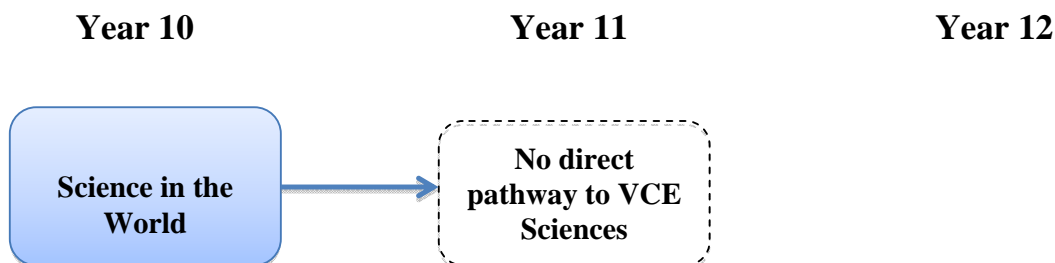 Year 10 Year 11 Year 12
Science in the
World
No direct
pathway to VCE
Sciences